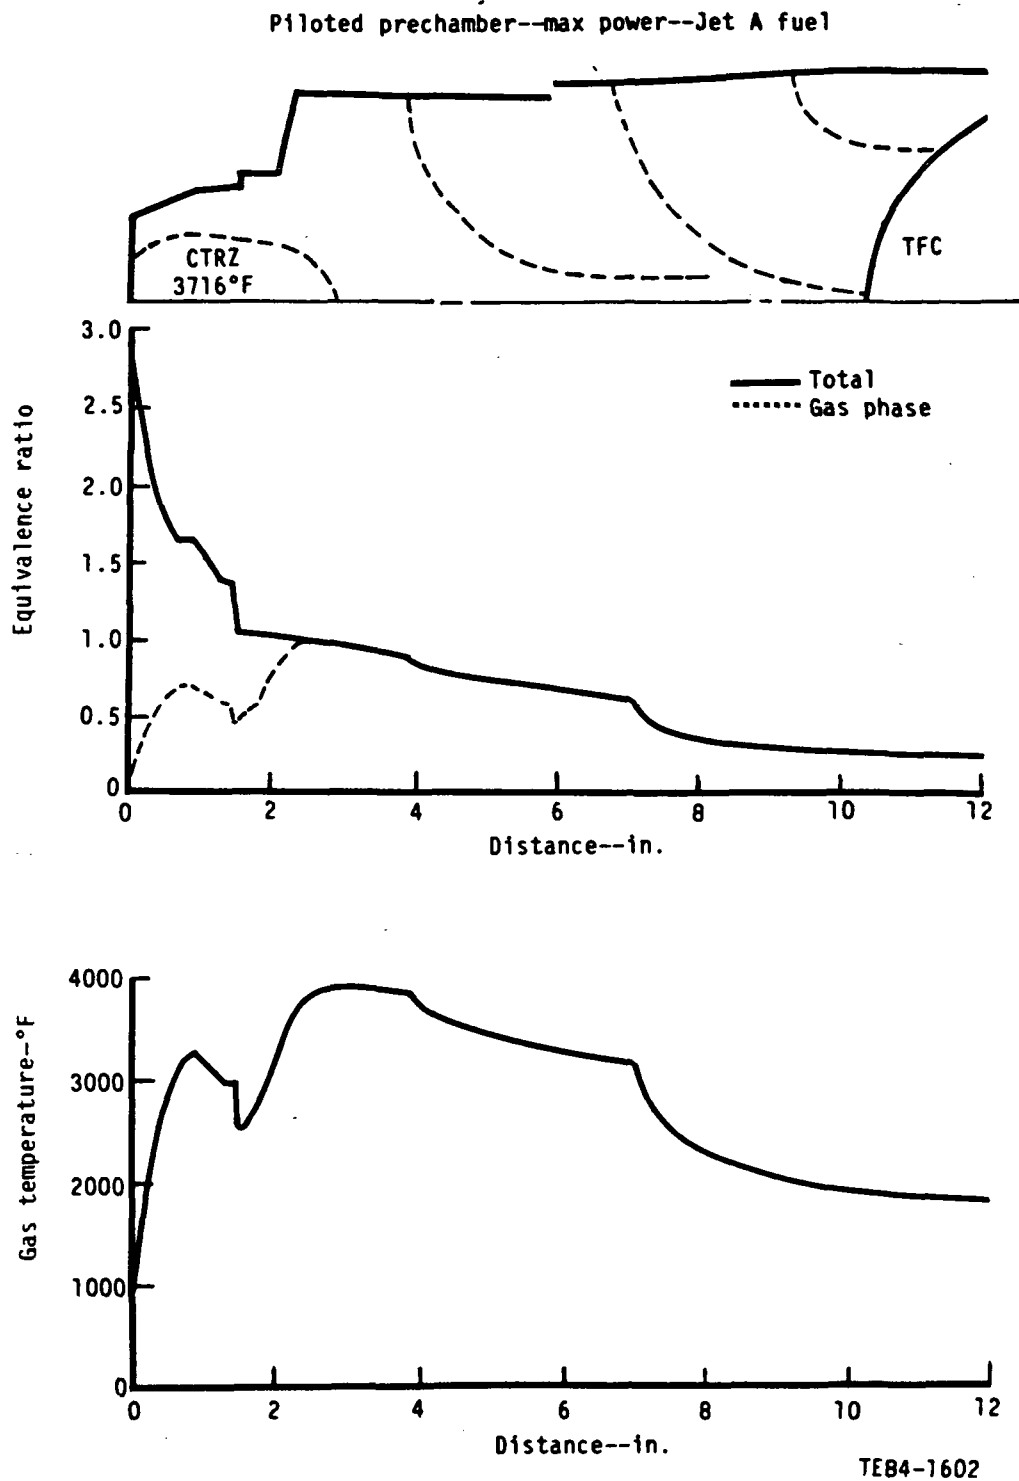 Piloted prechamber--max power--Jet A fuel
CTRZ
3716°F
TFC
3.0
2.5
2.0
1.5
1.0
0.5
0
Equivalence ratio
Total
Gas phase
0 2 4 6 8 10 12
Distance--in.
4000
3000
2000
1000
0
Gas temperature-°F
0 2 4 6 8 10 12
Distance--in.
TE84-1602